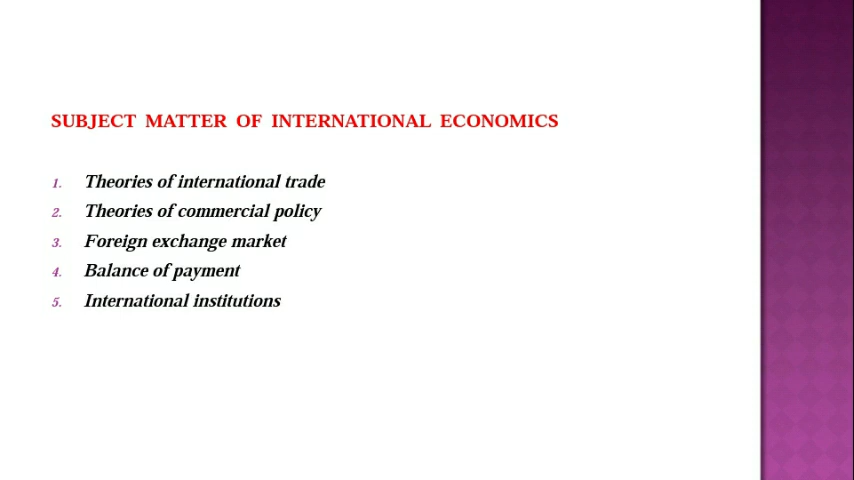 SUBJECT MATTER OF INTERNATIONAL ECONOMICS
1. Theories of international trade
2. Theories of commercial policy
3. Foreign exchange market
4. Balance of payment
5. International institutions